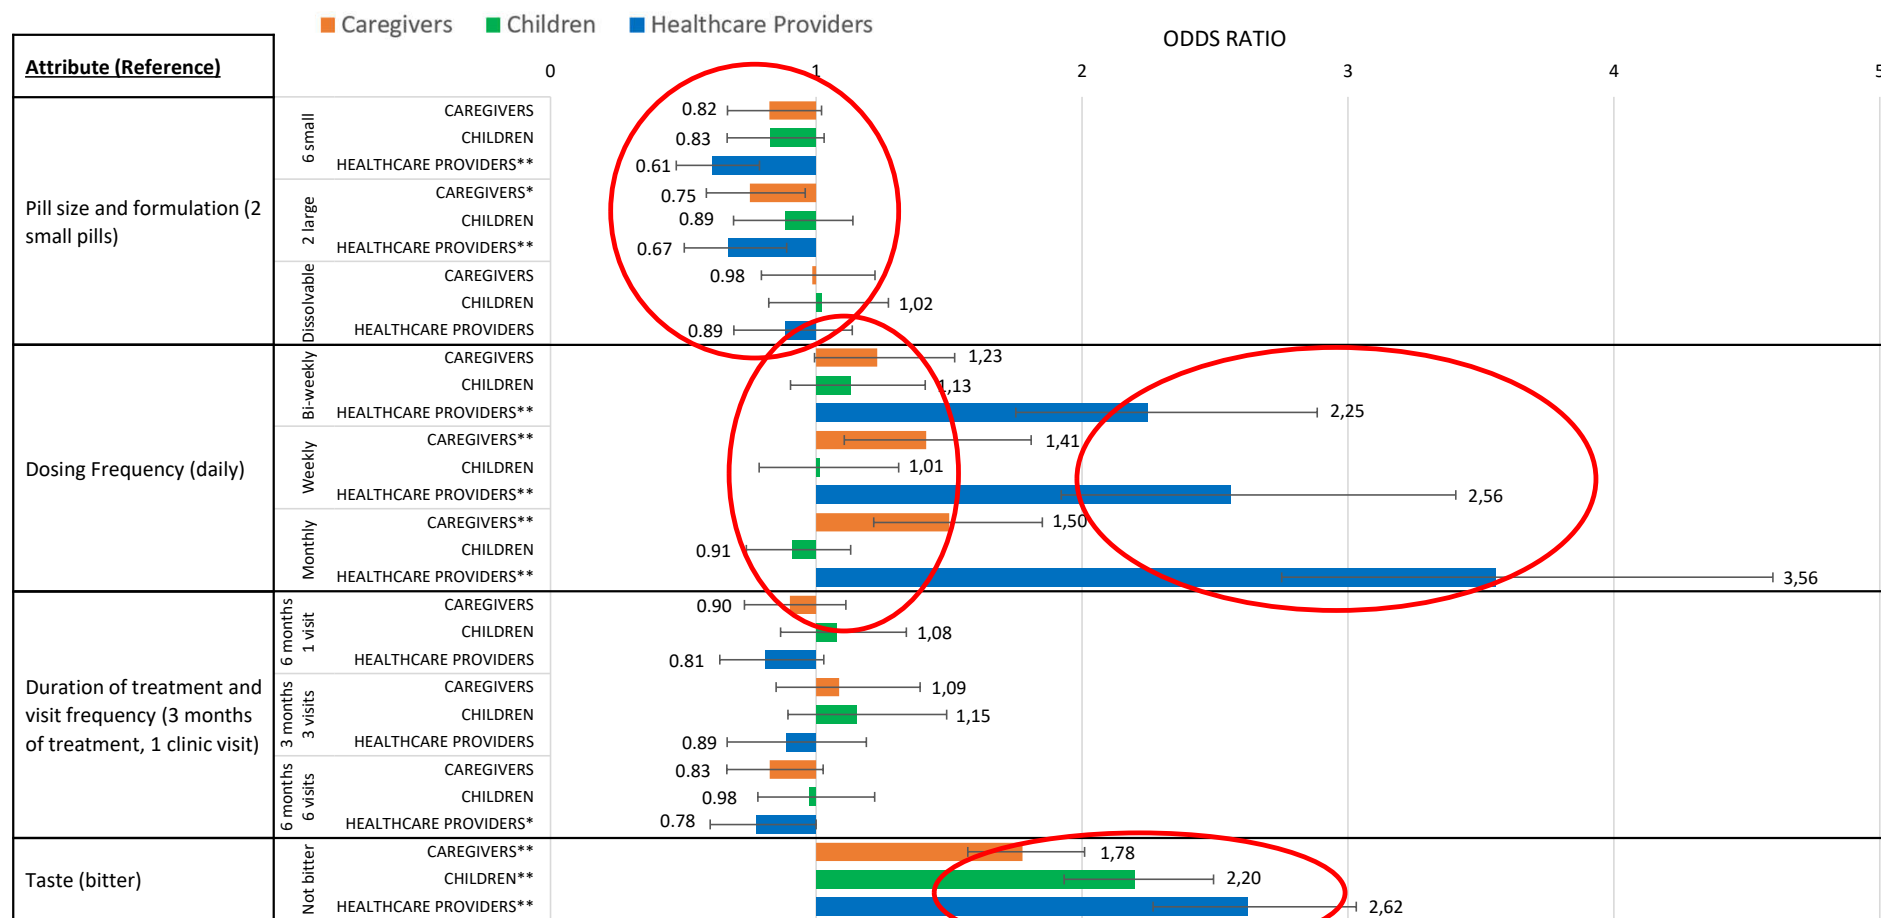 Caregivers Children Healthcare Providers
ODDS RATIO
Attribute (Reference)
0 1 2 3 4 5
Pill size and formulation (2
small pills)
6 small
CAREGIVERS 0.82
CHILDREN 0.83
HEALTHCARE PROVIDERS** 0.61
2 large
CAREGIVERS* 0.75
CHILDREN 0.89
HEALTHCARE PROVIDERS** 0.67
Dissolvable
CAREGIVERS 0.98
CHILDREN 1,02
HEALTHCARE PROVIDERS 0.89
Dosing Frequency (daily)
Bi-weekly
CAREGIVERS 1,23
CHILDREN 1,13
HEALTHCARE PROVIDERS** 2,25
Weekly
CAREGIVERS** 1,41
CHILDREN 1,01
HEALTHCARE PROVIDERS** 2,56
Monthly
CAREGIVERS** 1,50
CHILDREN 0.91
HEALTHCARE PROVIDERS** 3,56
Duration of treatment and
visit frequency (3 months
of treatment, 1 clinic visit)
6 months
1 visit
CAREGIVERS 0.90
CHILDREN 1,08
HEALTHCARE PROVIDERS 0.81
3 months
3 visits
CAREGIVERS 1,09
CHILDREN 1,15
HEALTHCARE PROVIDERS 0.89
6 months
6 visits
CAREGIVERS 0.83
CHILDREN 0.98
HEALTHCARE PROVIDERS* 0.78
Taste (bitter)
Not bitter
CAREGIVERS** 1,78
CHILDREN** 2,20
HEALTHCARE PROVIDERS** 2,62